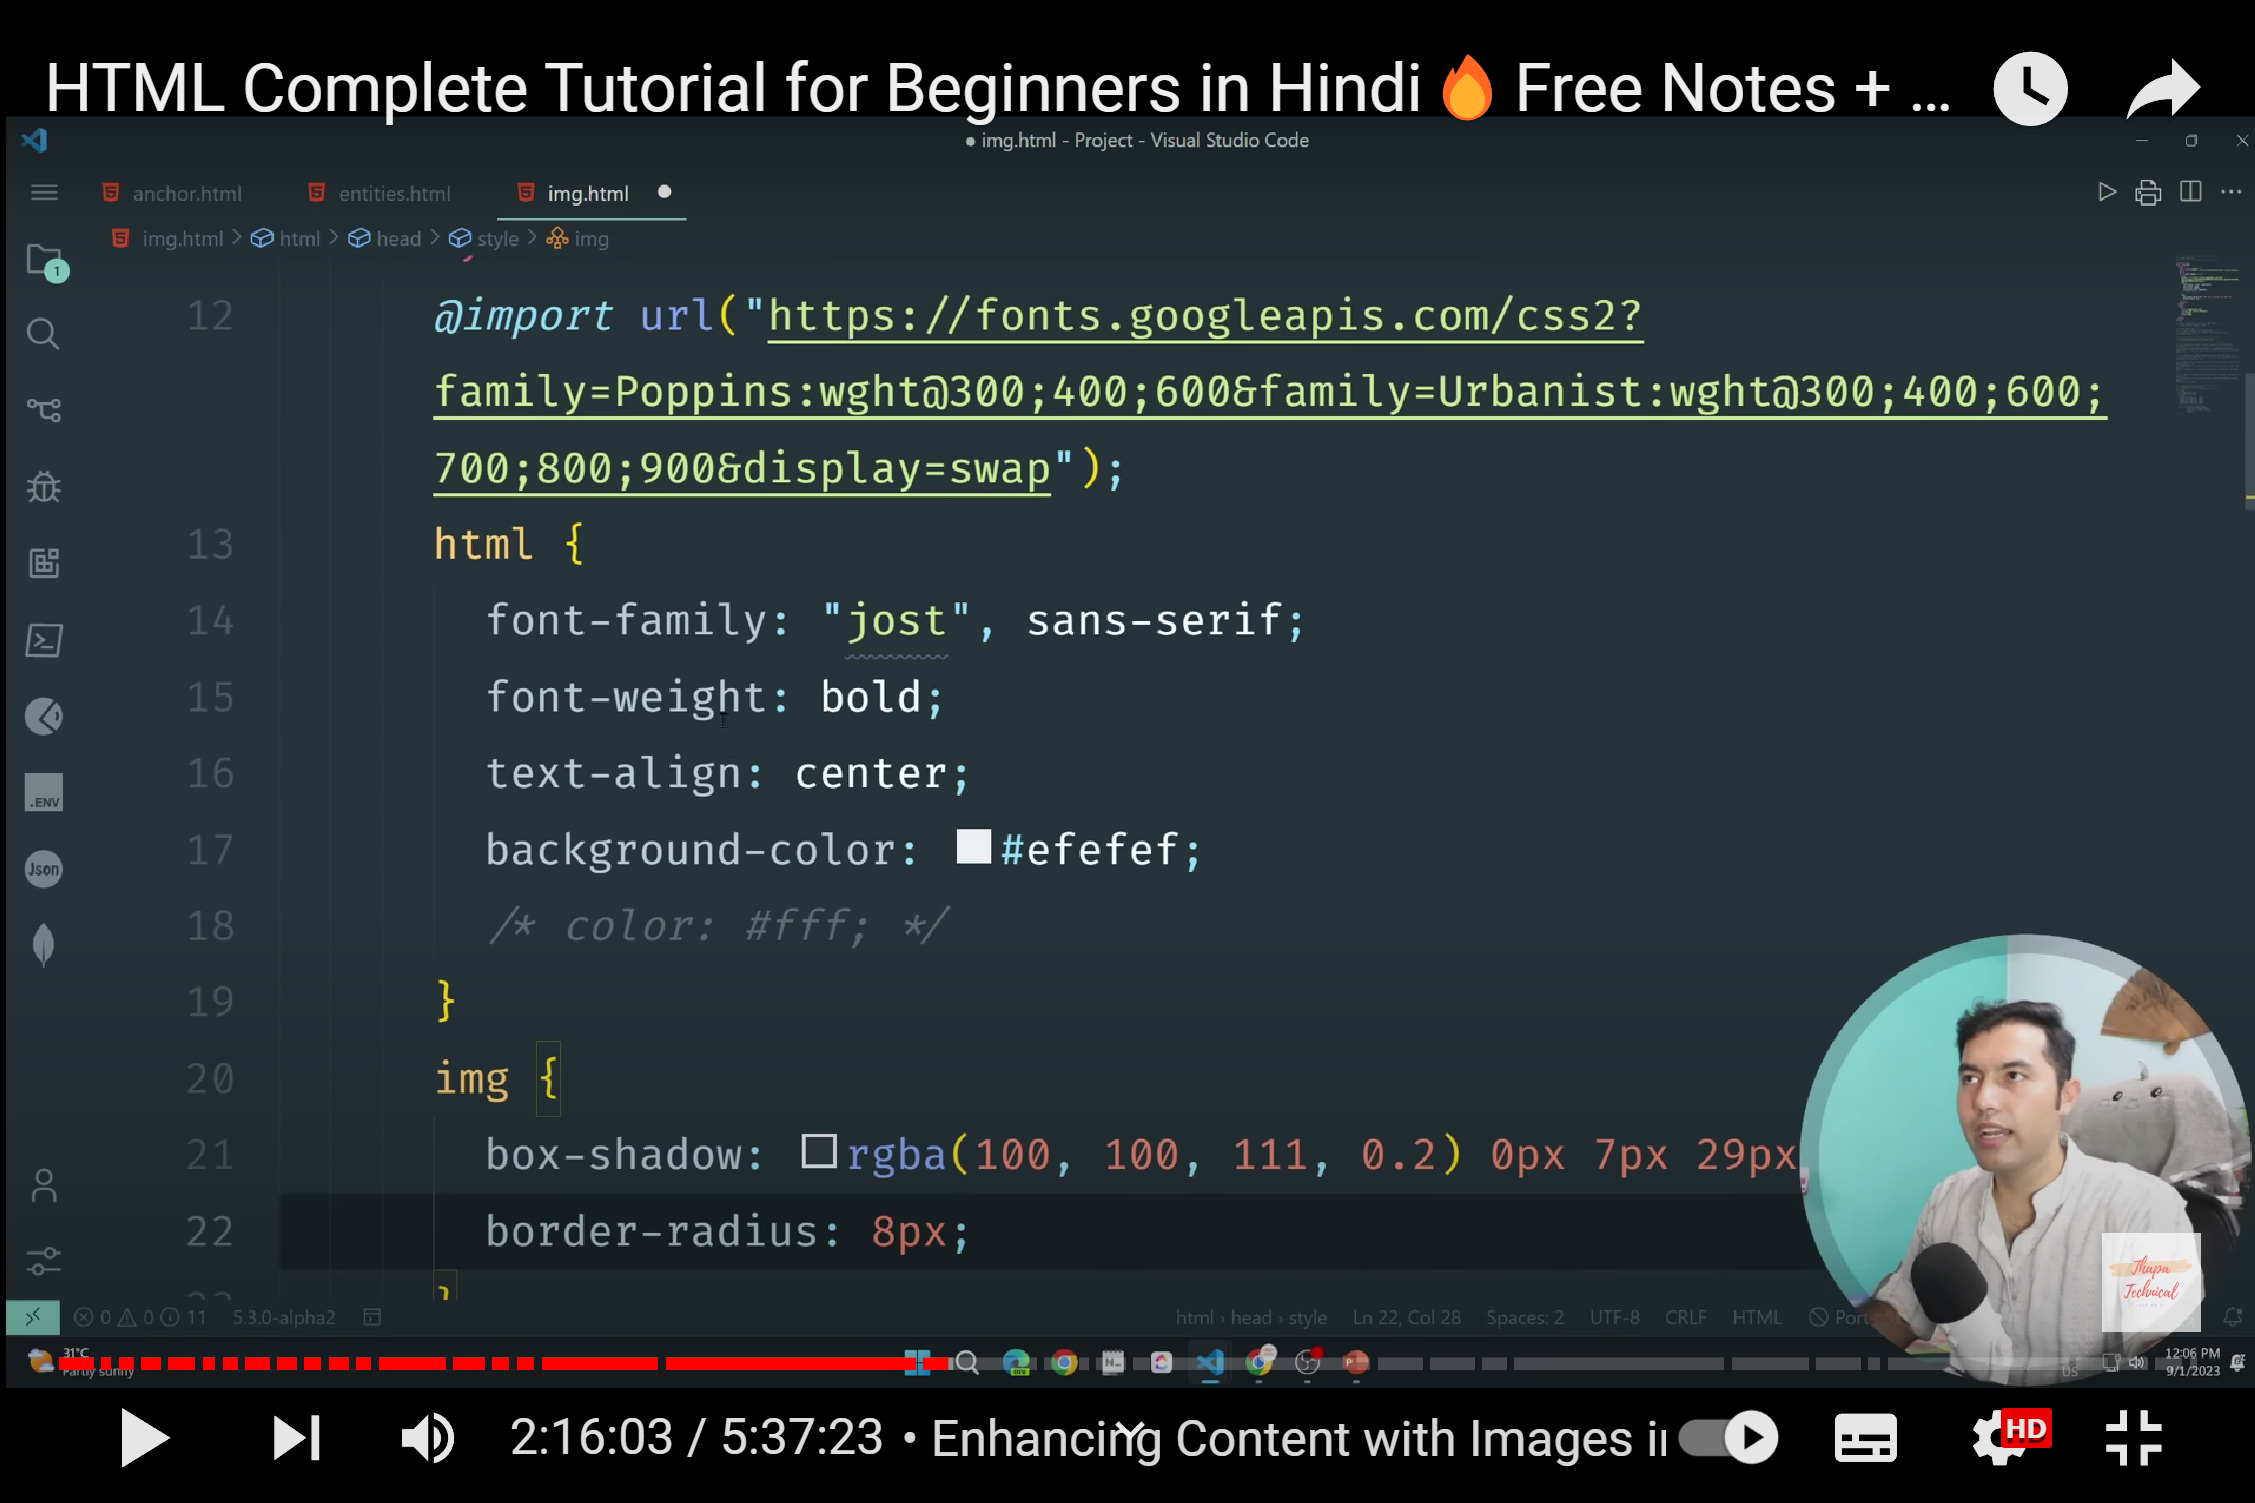 HTML Complete Tutorial for Beginners in Hindi🔥 Free Notes + ...
● img.html - Project - Visual Studio Code
anchor.html entities.html img.html
img.html > html > head > style > img
1
12 @import url("https://fonts.googleapis.com/css2?
family=Poppins:wght@300;400;600&family=Urbanist:wght@300;400;600;
700;800;900&display=swap");
13 html {
14 font-family: "jost", sans-serif;
15 font-weight: bold;
16 text-align: center;
17 background-color: #efefef;
18 /* color: #fff; */
19 }
20 img {
21 box-shadow: rgba(100, 100, 111, 0.2) 0px 7px 29px
22 border-radius: 8px;
.ENV
Json
Thapa
Technical
0 0 11 5.3.0-alpha2 html > head > style Ln 22, Col 28 Spaces: 2 UTF-8 CRLF HTML Port
31°C
Partly sunny
US
12:06 PM
9/1/2023
2:16:03 / 5:37:23 • Enhancing Content with Images i
HD